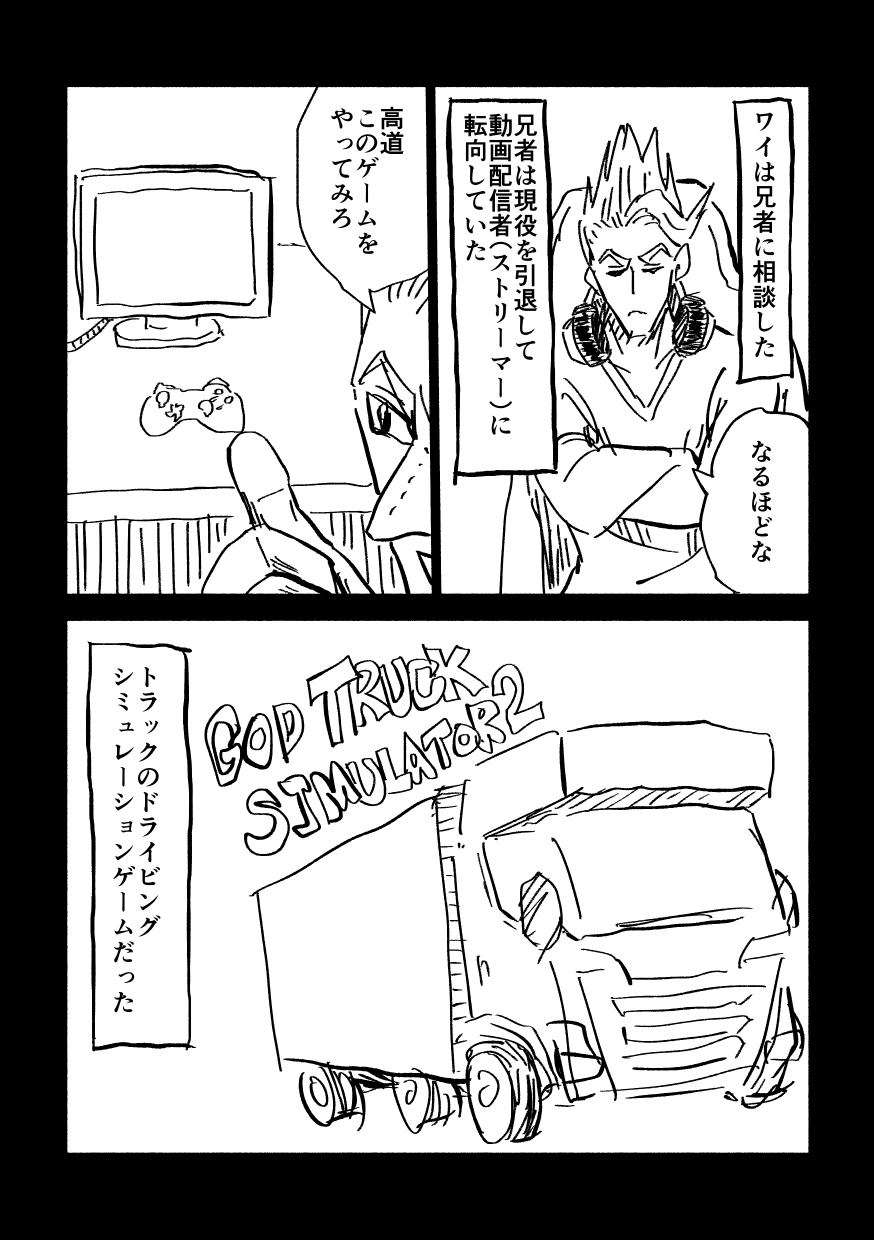 ワイは兄者に相談した
なるほどな
兄者は現役を引退して
動画配信者(ストリーマー)に
転向していた
高道
このゲームを
やってみろ
GOD TRUCK
SIMULATOR2
トラックのドライビング
シミュレーションゲームだった